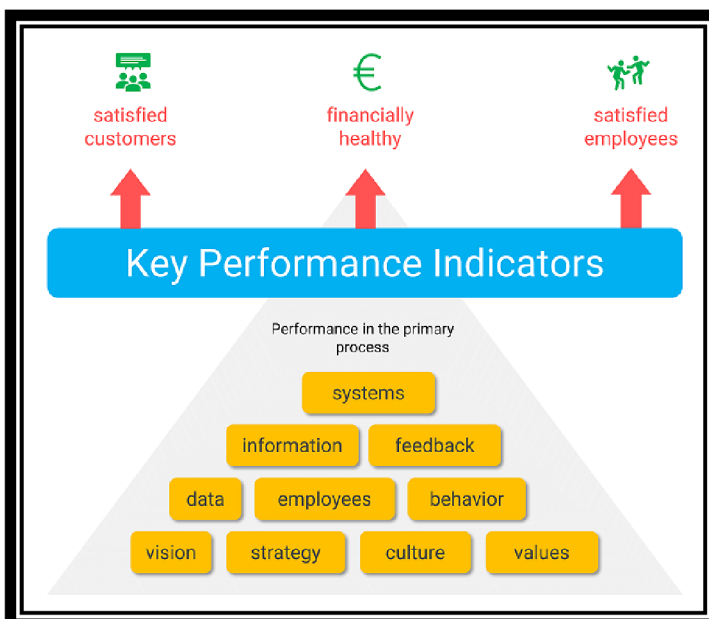 satisfied
customers
€
financially
healthy
satisfied
employees
Key Performance Indicators
Performance in the primary
process
systems
information feedback
data employees behavior
vision strategy culture values